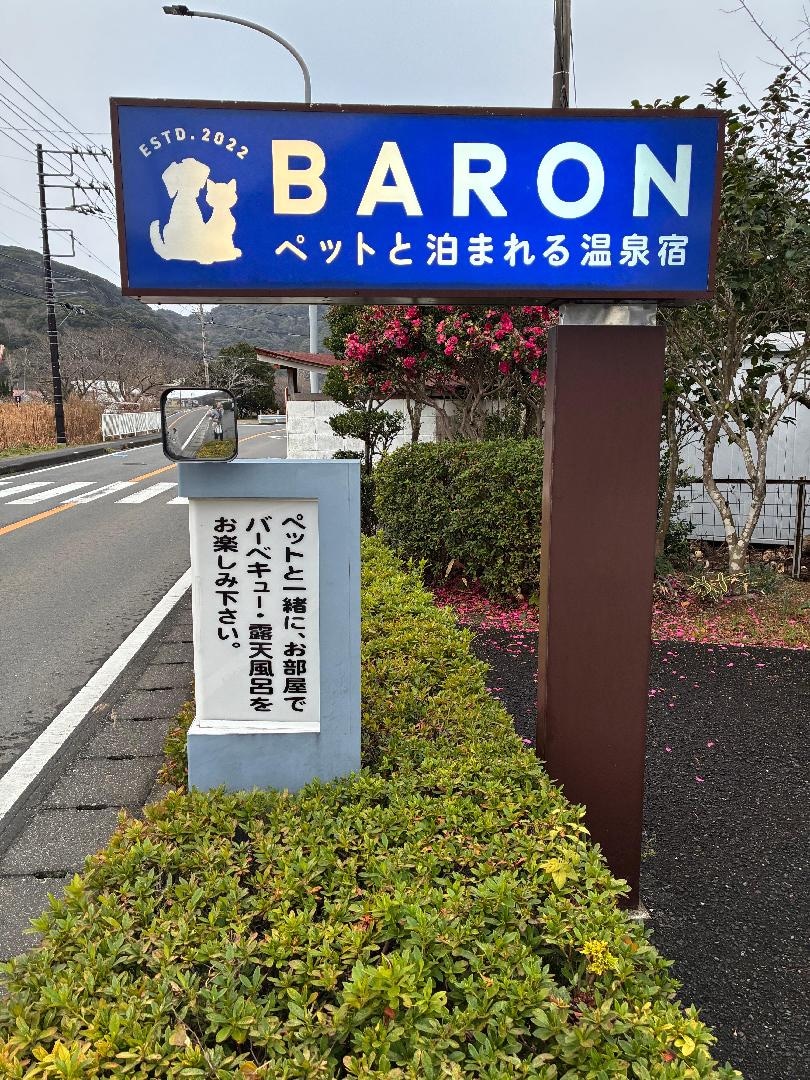 ESTD.2022
BARON
ペットと泊まれる温泉宿
ペットと一緒に、お部屋で
バーベキュー・露天風呂を
お楽しみ下さい。